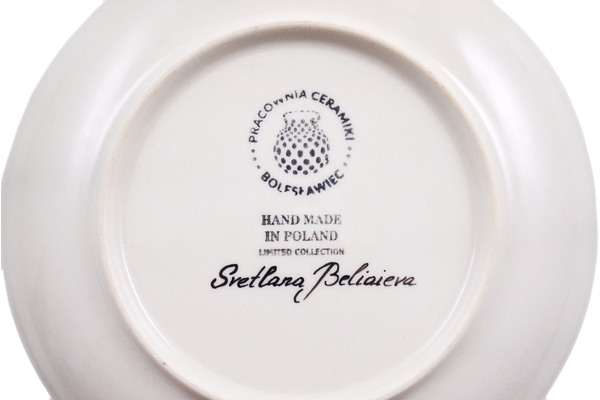 PRACOWNIA CERAMIKI
BOLESŁAWIEC
HAND MADE
IN POLAND
LIMITED COLLECTION
Svetlana Beliaieva